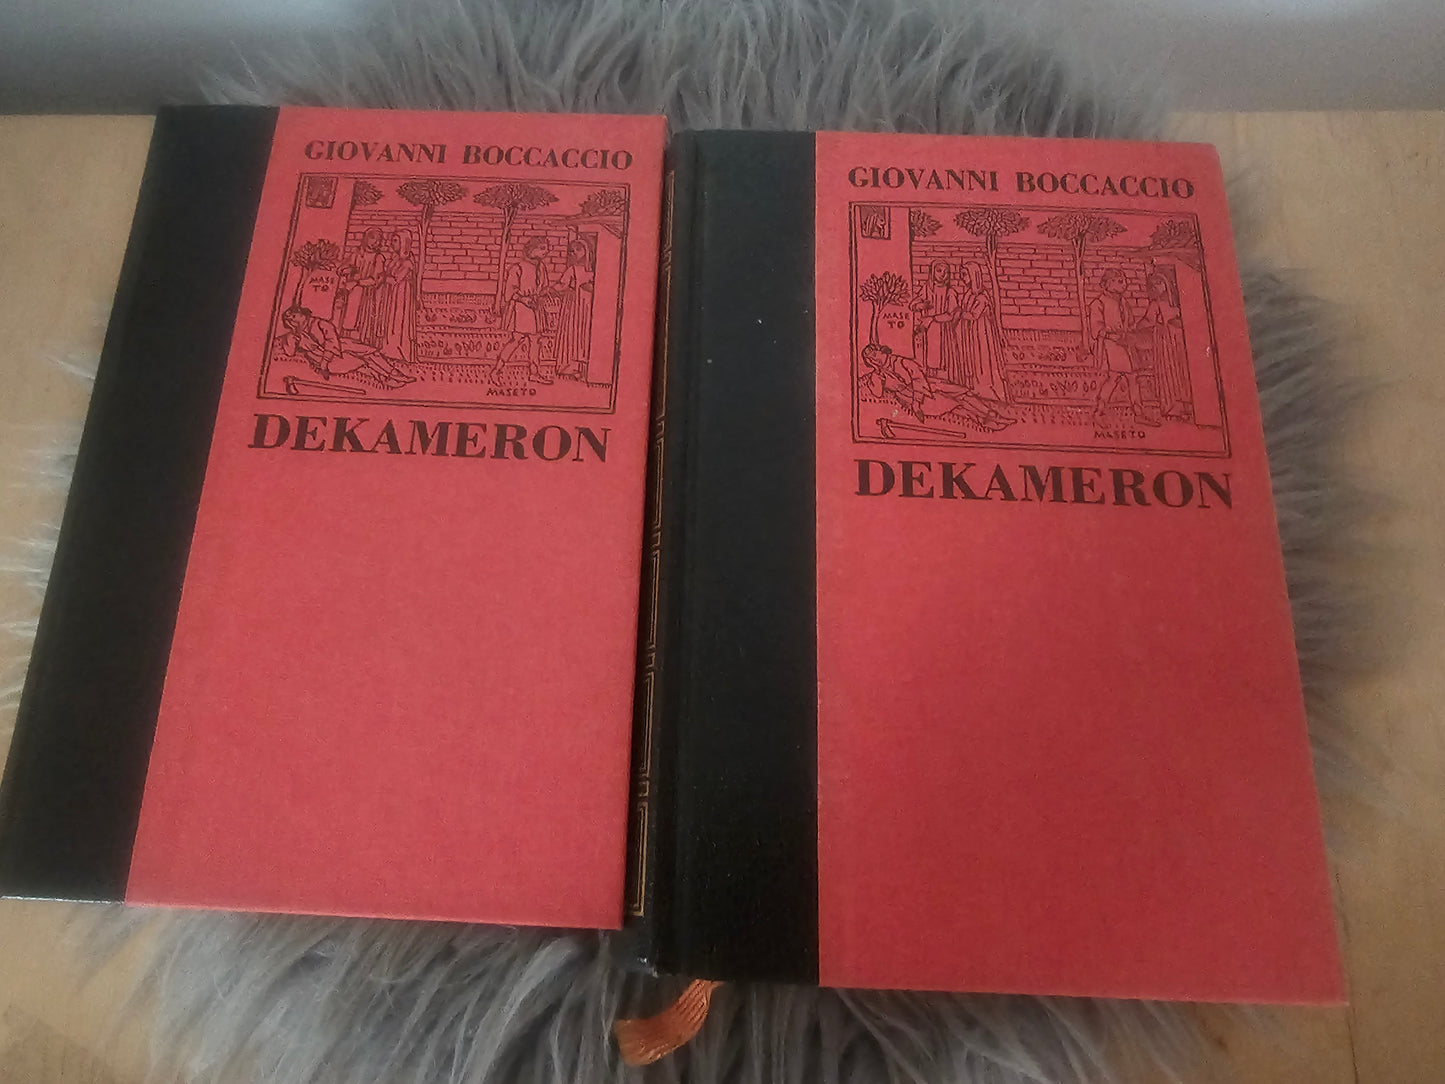 GIOVANNI BOCCACCIO
MASE
TO
MASETO
DEKAMERON
GIOVANNI BOCCACCIO
MASE
TO
MASETO
DEKAMERON